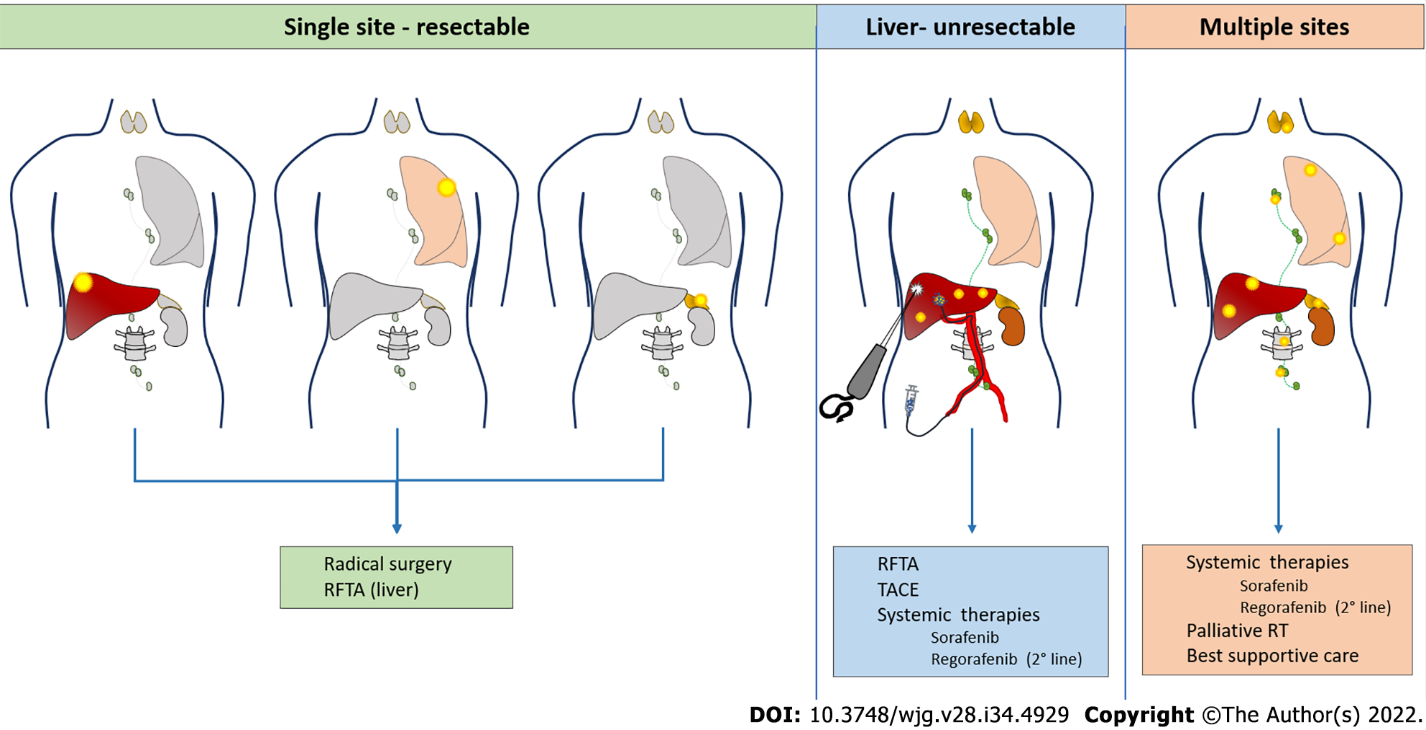 Single site - resectable
Liver- unresectable
Multiple sites
Radical surgery
RFTA (liver)
RFTA
TACE
Systemic therapies
Sorafenib
Regorafenib (2° line)
Systemic therapies
Sorafenib
Regorafenib (2° line)
Palliative RT
Best supportive care
DOI: 10.3748/wjg.v28.i34.4929 Copyright ©The Author(s) 2022.